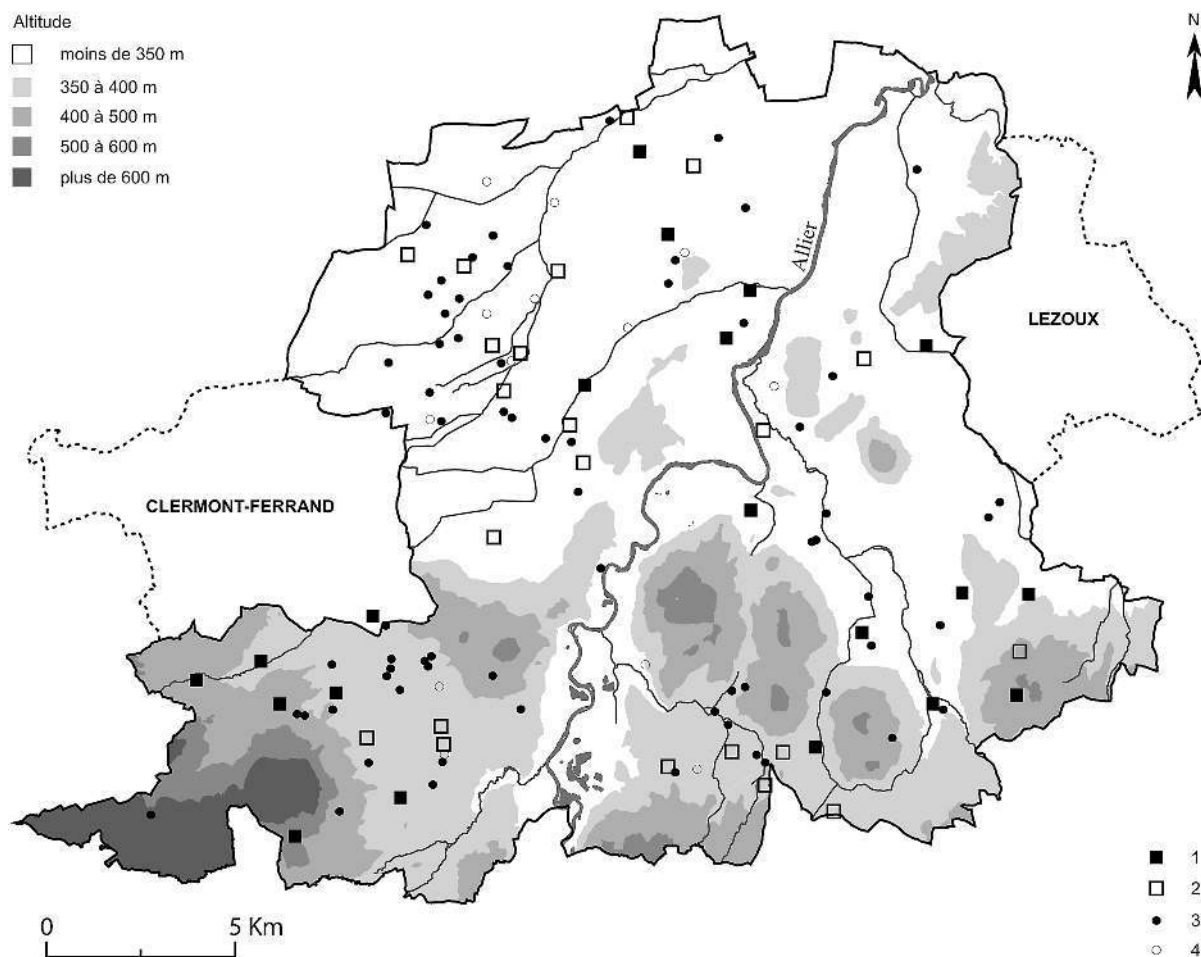 Altitude
moins de 350 m
350 à 400 m
400 à 500 m
500 à 600 m
plus de 600 m
N
Allier
LEZOUX
CLERMONT-FERRAND
1
2
3
4
0 5 Km